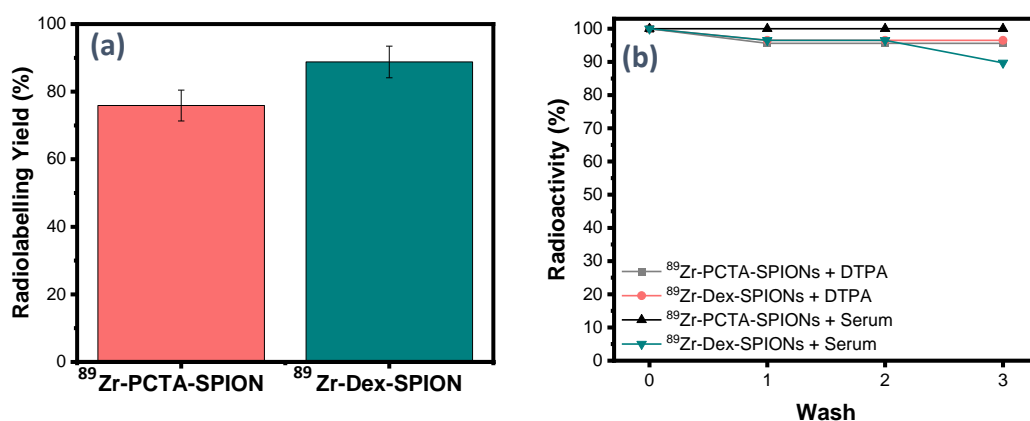 (a)
Radiolabelling Yield (%)
100
80
60
40
20
0
⁸⁹Zr-PCTA-SPION
⁸⁹Zr-Dex-SPION
(b)
Radioactivity (%)
100
90
80
70
60
50
40
30
20
10
0
⁸⁹Zr-PCTA-SPIONs + DTPA
⁸⁹Zr-Dex-SPIONs + DTPA
⁸⁹Zr-PCTA-SPIONs + Serum
⁸⁹Zr-Dex-SPIONs + Serum
0 1 2 3
Wash